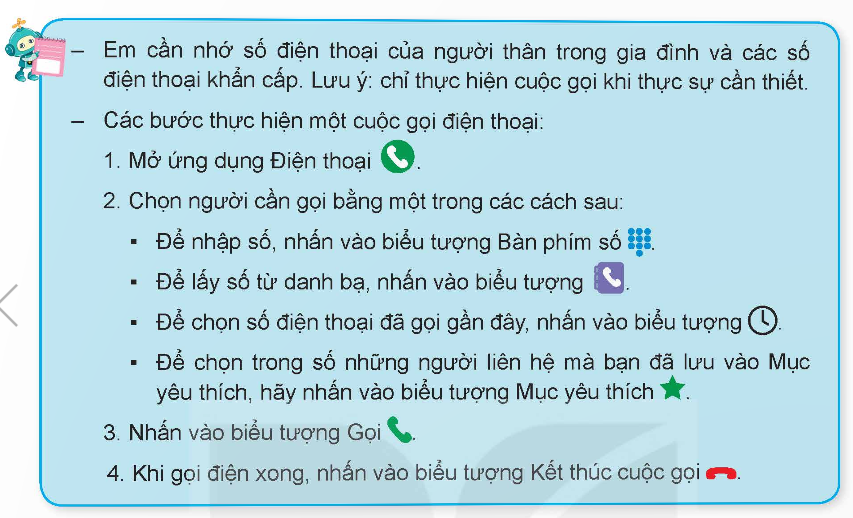 – Em cần nhớ số điện thoại của người thân trong gia đình và các số
điện thoại khẩn cấp. Lưu ý: chỉ thực hiện cuộc gọi khi thực sự cần thiết.
– Các bước thực hiện một cuộc gọi điện thoại:
1. Mở ứng dụng Điện thoại .
2. Chọn người cần gọi bằng một trong các cách sau:
▪ Để nhập số, nhấn vào biểu tượng Bàn phím số .
▪ Để lấy số từ danh bạ, nhấn vào biểu tượng .
▪ Để chọn số điện thoại đã gọi gần đây, nhấn vào biểu tượng .
▪ Để chọn trong số những người liên hệ mà bạn đã lưu vào Mục
yêu thích, hãy nhấn vào biểu tượng Mục yêu thích .
3. Nhấn vào biểu tượng Gọi .
4. Khi gọi điện xong, nhấn vào biểu tượng Kết thúc cuộc gọi .